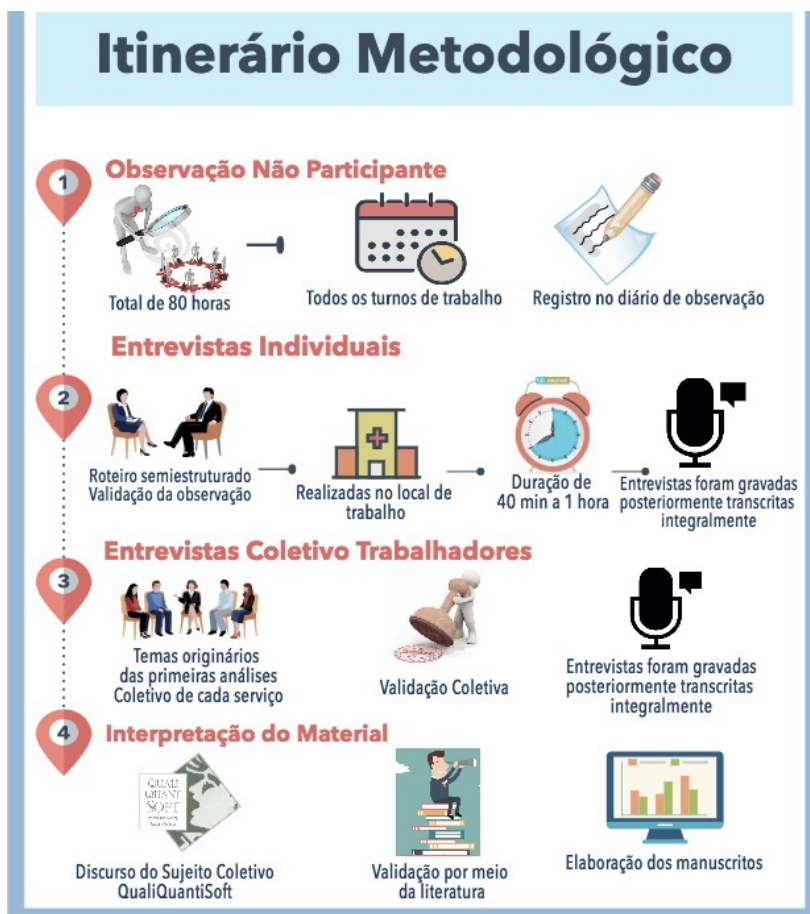 Itinerário Metodológico
1
Observação Não Participante
Total de 80 horas
Todos os turnos de trabalho
Registro no diário de observação
Entrevistas Individuais
2
Roteiro semiestruturado
Validação da observação
Realizadas no local de
trabalho
Duração de
40 min a 1 hora
Entrevistas foram gravadas
posteriormente transcritas
integralmente
Entrevistas Coletivo Trabalhadores
3
Temas originários
das primeiras análises
Coletivo de cada serviço
Validação Coletiva
Entrevistas foram gravadas
posteriormente transcritas
integralmente
4
Interpretação do Material
QUALI
QUANTI
SOFT
Discurso do Sujeito Coletivo
QualiQuantiSoft
Validação por meio
da literatura
Elaboração dos manuscritos